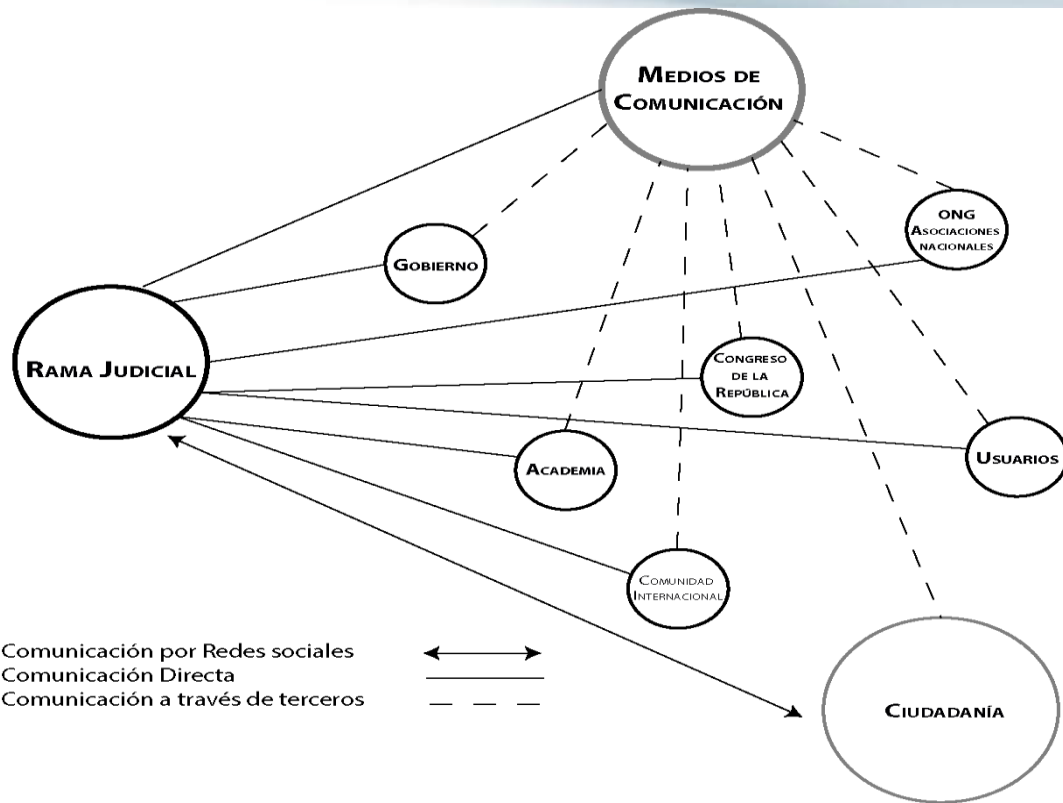 MEDIOS DE
COMUNICACIÓN
ONG
ASOCIACIONES
NACIONALES
GOBIERNO
RAMA JUDICIAL
CONGRESO
DE LA
REPÚBLICA
ACADEMIA
USUARIOS
COMUNIDAD
INTERNACIONAL
Comunicación por Redes sociales
Comunicación Directa
Comunicación a través de terceros
CIUDADANÍA